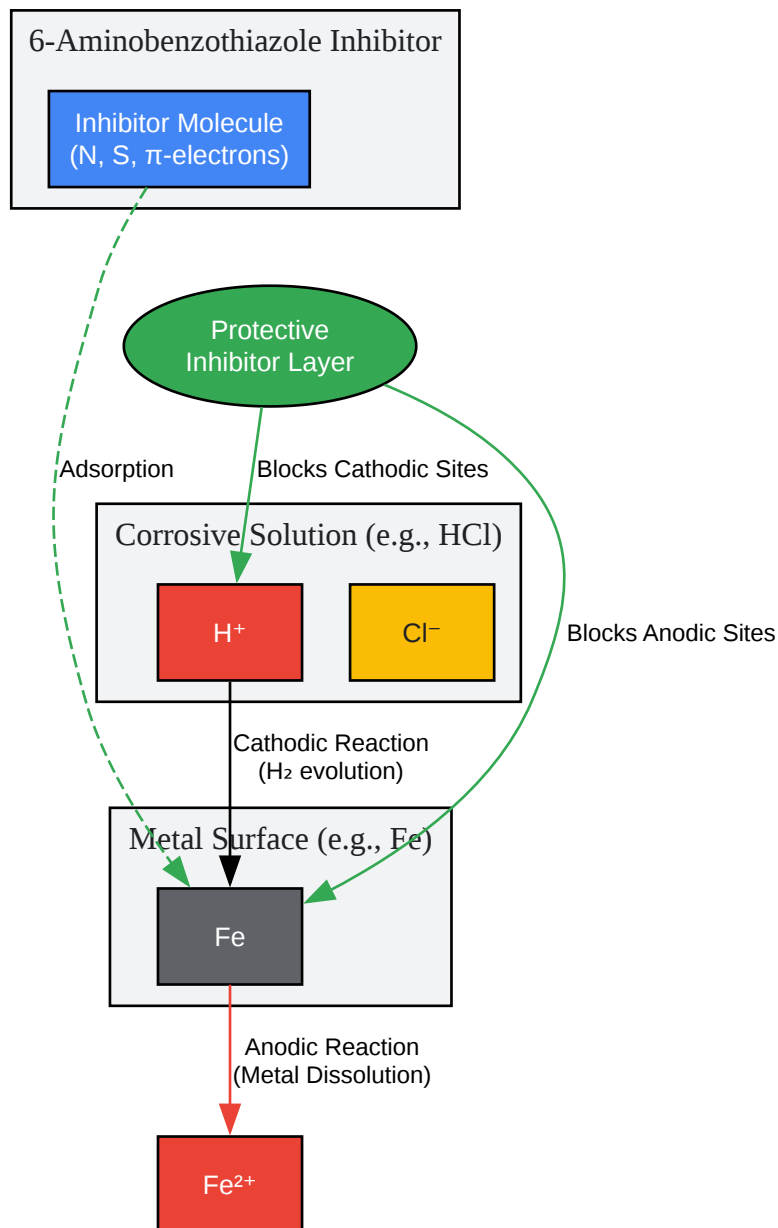 6-Aminobenzothiazole Inhibitor
Inhibitor Molecule
(N, S, π-electrons)
Protective
Inhibitor Layer
Adsorption
Blocks Cathodic Sites
Corrosive Solution (e.g., HCl)
H⁺
Cl⁻
Blocks Anodic Sites
Cathodic Reaction
(H₂ evolution)
Metal Surface (e.g., Fe)
Fe
Anodic Reaction
(Metal Dissolution)
Fe²⁺